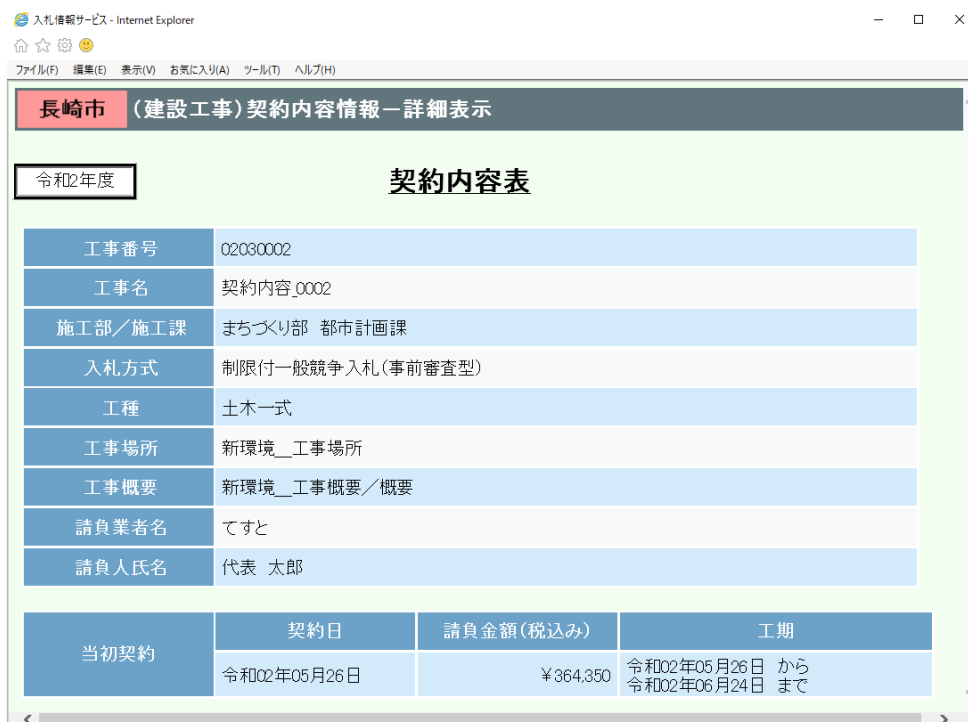 入札情報サービス - Internet Explorer
ファイル(F) 編集(E) 表示(V) お気に入り(A) ツール(T) ヘルプ(H)
長崎市 (建設工事)契約内容情報－詳細表示
令和2年度 契約内容表
工事番号 02030002
工事名 契約内容_0002
施工部／施工課 まちづくり部 都市計画課
入札方式 制限付一般競争入札(事前審査型)
工種 土木一式
工事場所 新環境__工事場所
工事概要 新環境__工事概要／概要
請負業者名 てすと
請負人氏名 代表 太郎
当初契約 契約日 請負金額(税込み) 工期
令和02年05月26日 ￥364,350 令和02年05月26日 から
令和02年06月24日 まで